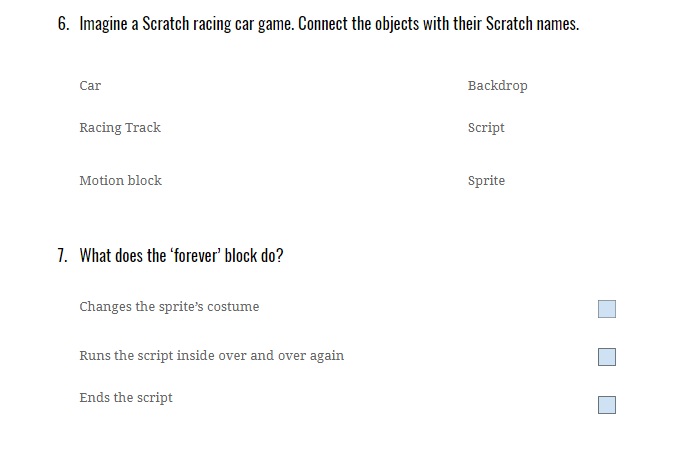 6. Imagine a Scratch racing car game. Connect the objects with their Scratch names.
Car Backdrop
Racing Track Script
Motion block Sprite
7. What does the ‘forever’ block do?
Changes the sprite’s costume
Runs the script inside over and over again
Ends the script